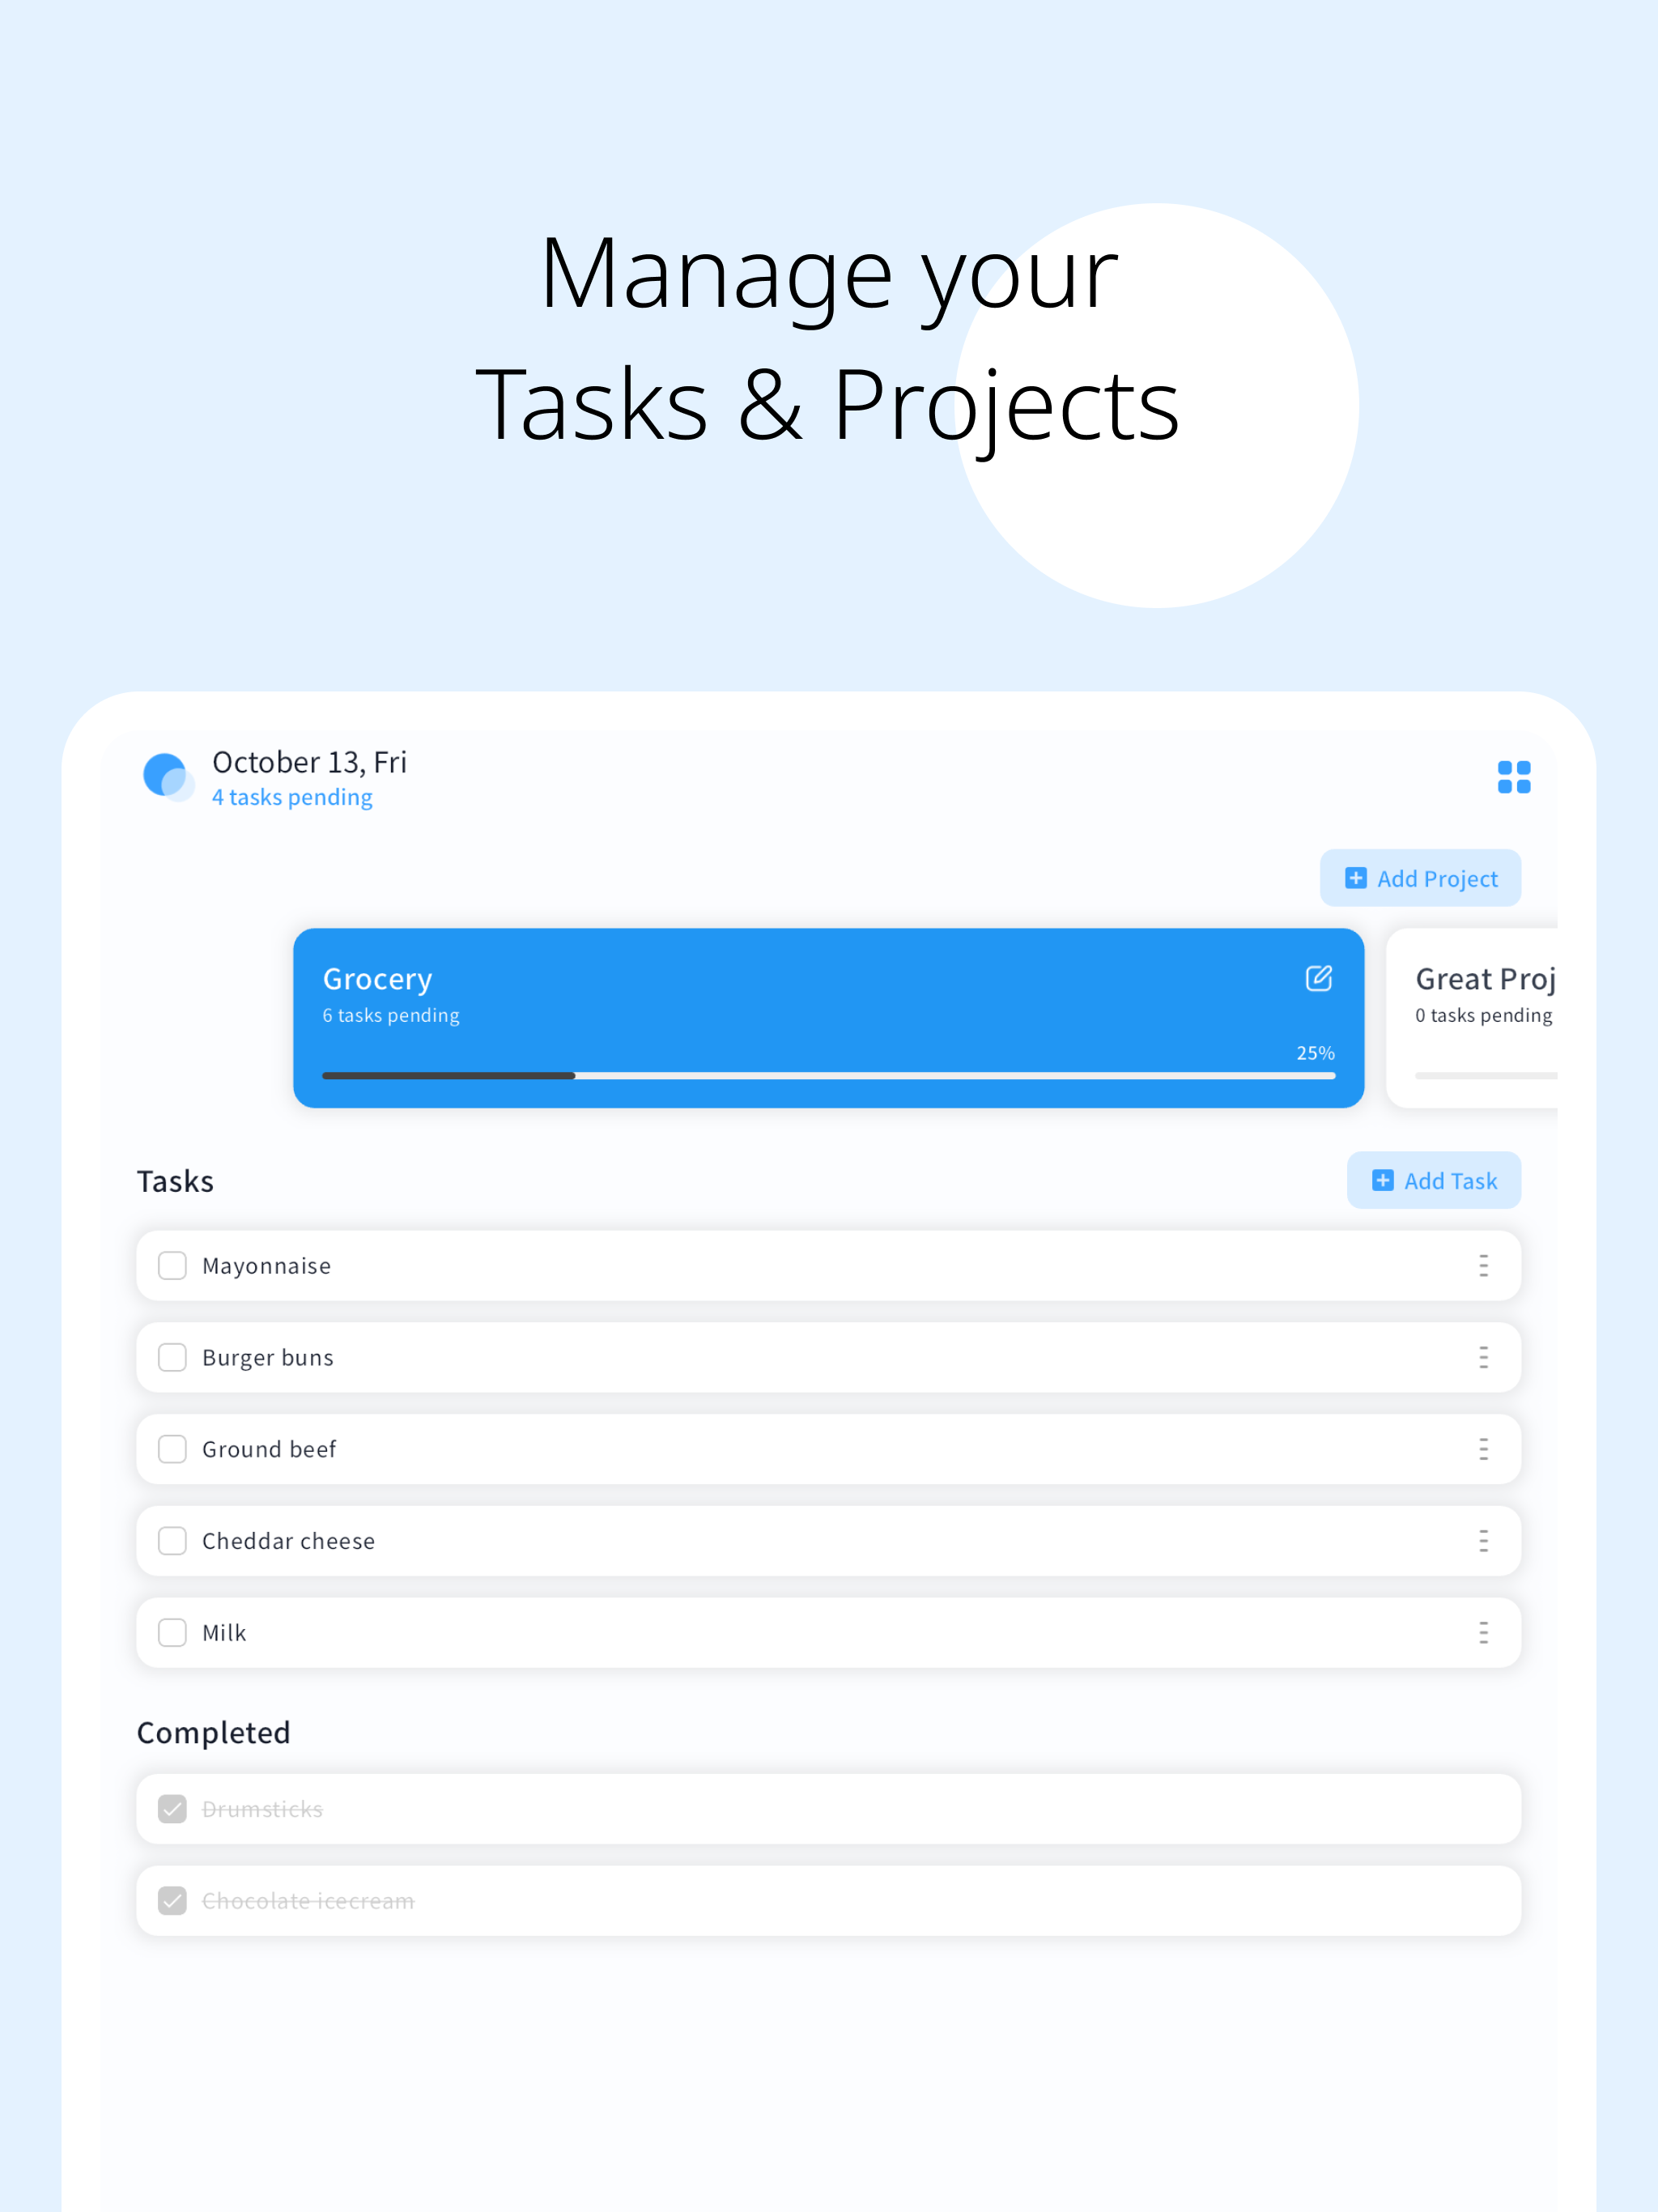 Manage your
Tasks & Projects
October 13, Fri
4 tasks pending
Add Project
Grocery
6 tasks pending
25%
Great Proj
0 tasks pending
Tasks
Add Task
Mayonnaise
Burger buns
Ground beef
Cheddar cheese
Milk
Completed
Drumsticks
Chocolate icecream